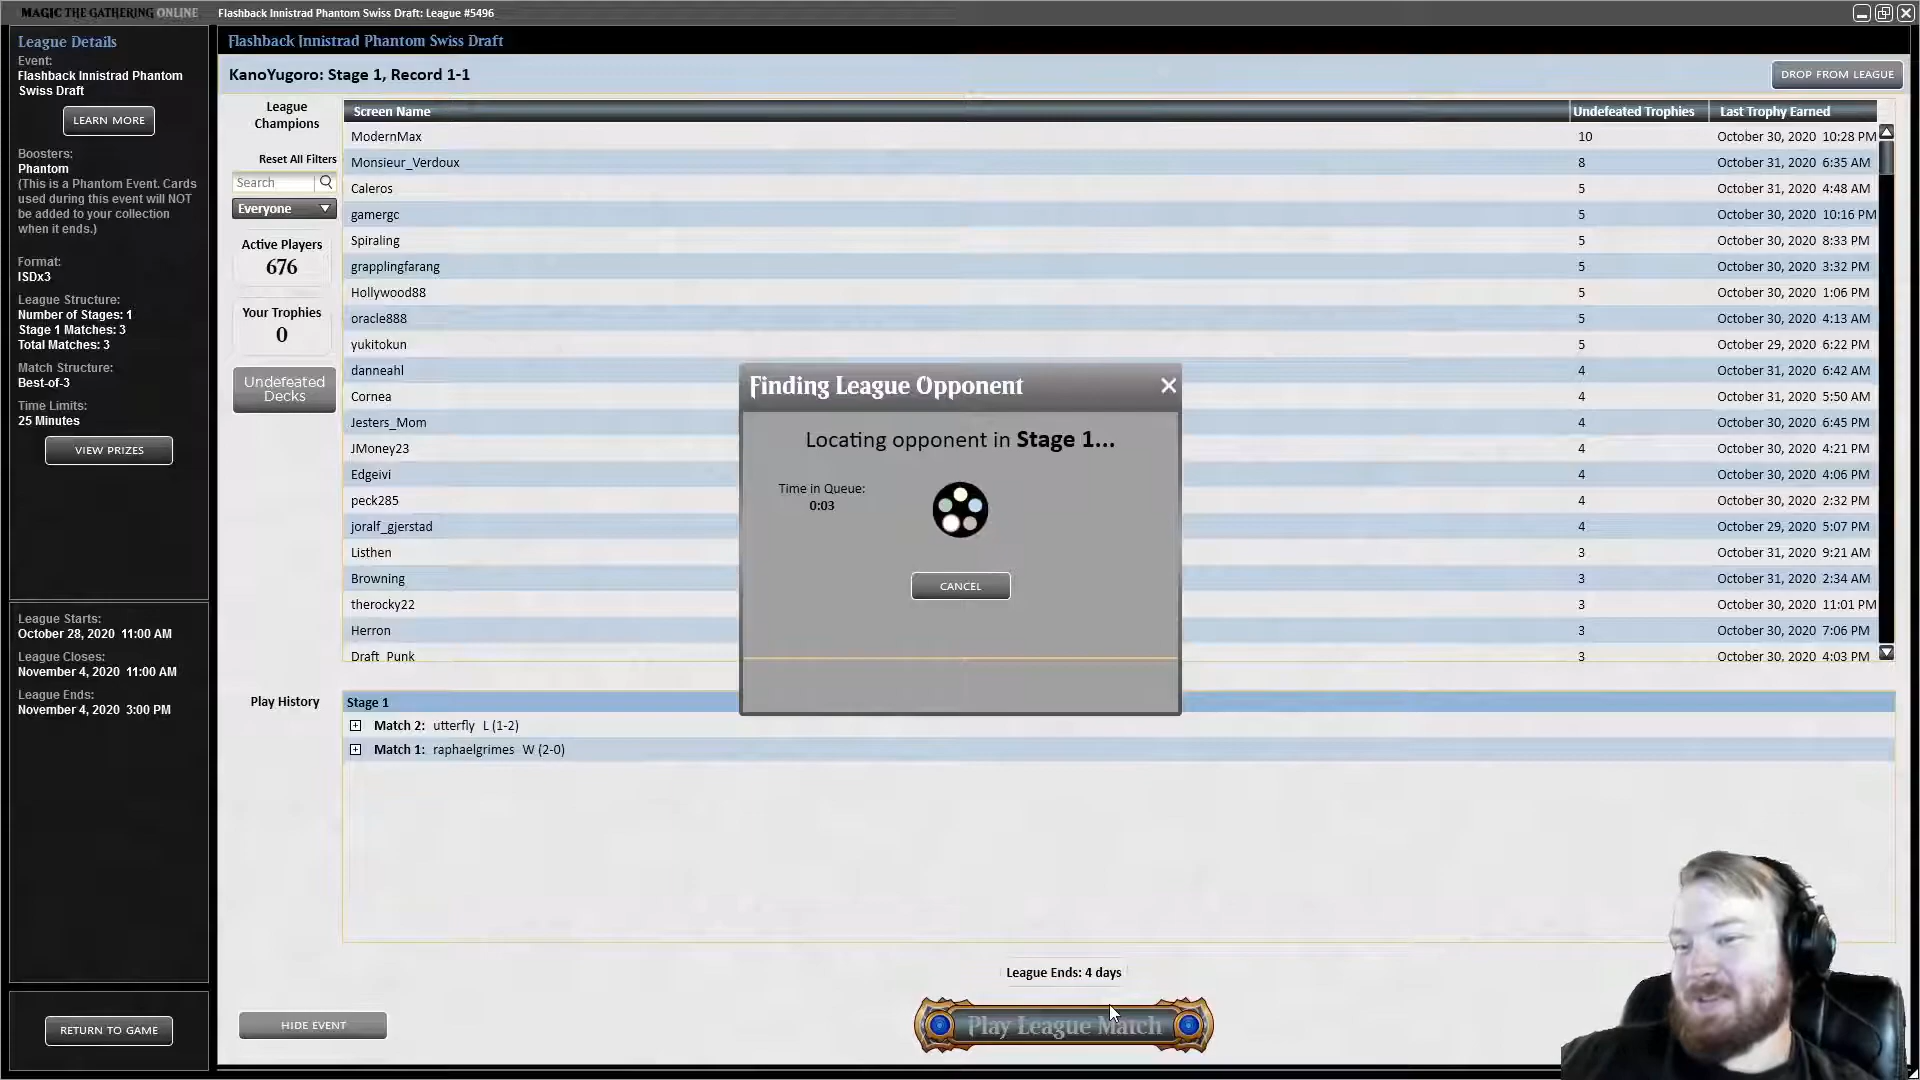 MAGIC THE GATHERING ONLINE
Flashback Innistrad Phantom Swiss Draft: League #5496
League Details
Event:
Flashback Innistrad Phantom
Swiss Draft
LEARN MORE
Boosters:
Phantom
(This is a Phantom Event. Cards
used during this event will NOT
be added to your collection
when it ends.)
Format:
ISDx3
League Structure:
Number of Stages: 1
Stage 1 Matches: 3
Total Matches: 3
Match Structure:
Best-of-3
Time Limits:
25 Minutes
VIEW PRIZES
League Starts:
October 28, 2020 11:00 AM
League Closes:
November 4, 2020 11:00 AM
League Ends:
November 4, 2020 3:00 PM
RETURN TO GAME
Flashback Innistrad Phantom Swiss Draft
KanoYugoro: Stage 1, Record 1-1
DROP FROM LEAGUE
League
Champions
Reset All Filters
Search
Everyone
Active Players
676
Your Trophies
0
Undefeated
Decks
Screen Name Undefeated Trophies Last Trophy Earned
ModernMax 10 October 30, 2020 10:28 PM
Monsieur_Verdoux 8 October 31, 2020 6:35 AM
Caleros 5 October 31, 2020 4:48 AM
gamergc 5 October 30, 2020 10:16 PM
Spiraling 5 October 30, 2020 8:33 PM
grapplingfarang 5 October 30, 2020 3:32 PM
Hollywood88 5 October 30, 2020 1:06 PM
oracle888 5 October 30, 2020 4:13 AM
yukitokun 5 October 29, 2020 6:22 PM
danneahl 4 October 31, 2020 6:42 AM
Cornea 4 October 31, 2020 5:50 AM
Jesters_Mom 4 October 30, 2020 6:45 PM
JMoney23 4 October 30, 2020 4:21 PM
Edgeivi 4 October 30, 2020 4:06 PM
peck285 4 October 30, 2020 2:32 PM
joralf_gjerstad 4 October 29, 2020 5:07 PM
Listhen 3 October 31, 2020 9:21 AM
Browning 3 October 31, 2020 2:34 AM
therocky22 3 October 30, 2020 11:01 PM
Herron 3 October 30, 2020 7:06 PM
Draft_Punk 3 October 30, 2020 4:03 PM
Finding League Opponent
Locating opponent in Stage 1...
Time in Queue:
0:03
CANCEL
Play History
Stage 1
Match 2: utterfly L (1-2)
Match 1: raphaelgrimes W (2-0)
League Ends: 4 days
HIDE EVENT
Play League Match